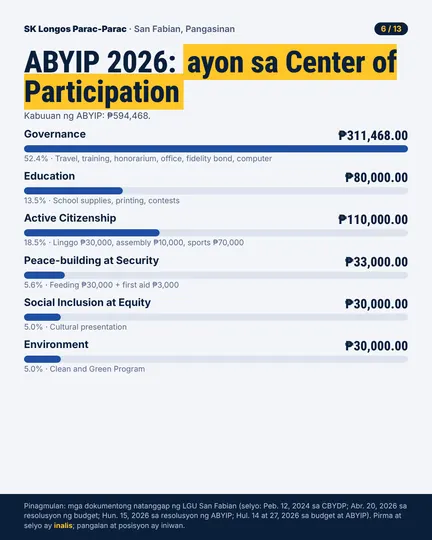 SK Longos Parac-Parac · San Fabian, Pangasinan
6 / 13
ABYIP 2026: ayon sa Center of
Participation
Kabuuan ng ABYIP: ₱594,468.
Governance ₱311,468.00
52.4% · Travel, training, honorarium, office, fidelity bond, computer
Education ₱80,000.00
13.5% · School supplies, printing, contests
Active Citizenship ₱110,000.00
18.5% · Linggo ₱30,000, assembly ₱10,000, sports ₱70,000
Peace-building at Security ₱33,000.00
5.6% · Feeding ₱30,000 + first aid ₱3,000
Social Inclusion at Equity ₱30,000.00
5.0% · Cultural presentation
Environment ₱30,000.00
5.0% · Clean and Green Program
Pinagmulan: mga dokumentong natanggap ng LGU San Fabian (selyo: Peb. 12, 2024 sa CBYDP; Abr. 20, 2026 sa
resolusyon ng budget; Hun. 15, 2026 sa resolusyon ng ABYIP; Hul. 14 at 27, 2026 sa budget at ABYIP). Pirma at
selyo ay inalis; pangalan at posisyon ay iniwan.